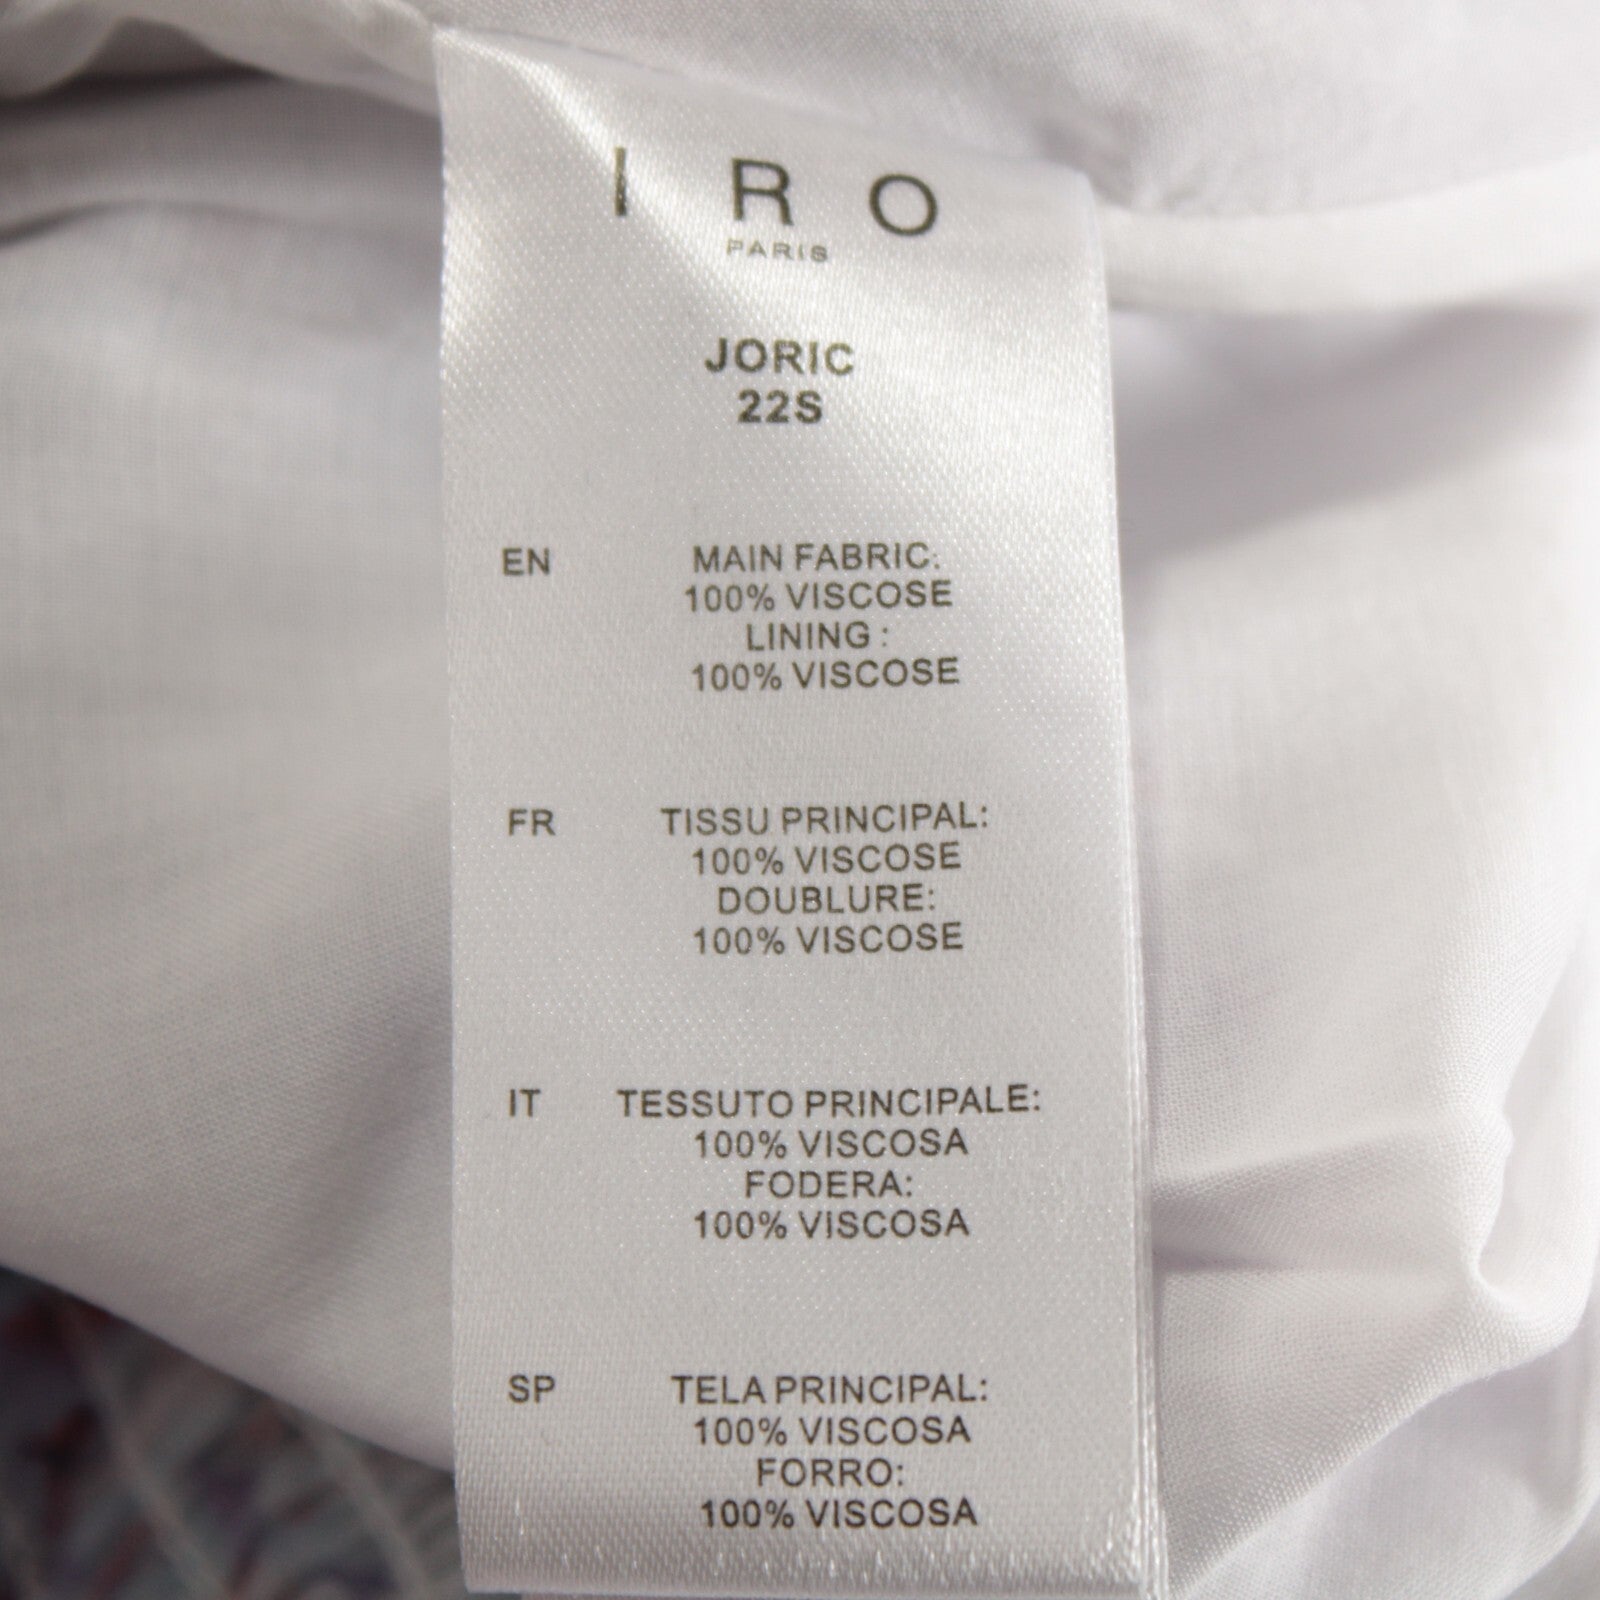 I R O
PARIS
JORIC
22S
EN MAIN FABRIC:
100% VISCOSE
LINING :
100% VISCOSE
FR TISSU PRINCIPAL:
100% VISCOSE
DOUBLURE:
100% VISCOSE
IT TESSUTO PRINCIPALE:
100% VISCOSA
FODERA:
100% VISCOSA
SP TELA PRINCIPAL:
100% VISCOSA
FORRO:
100% VISCOSA